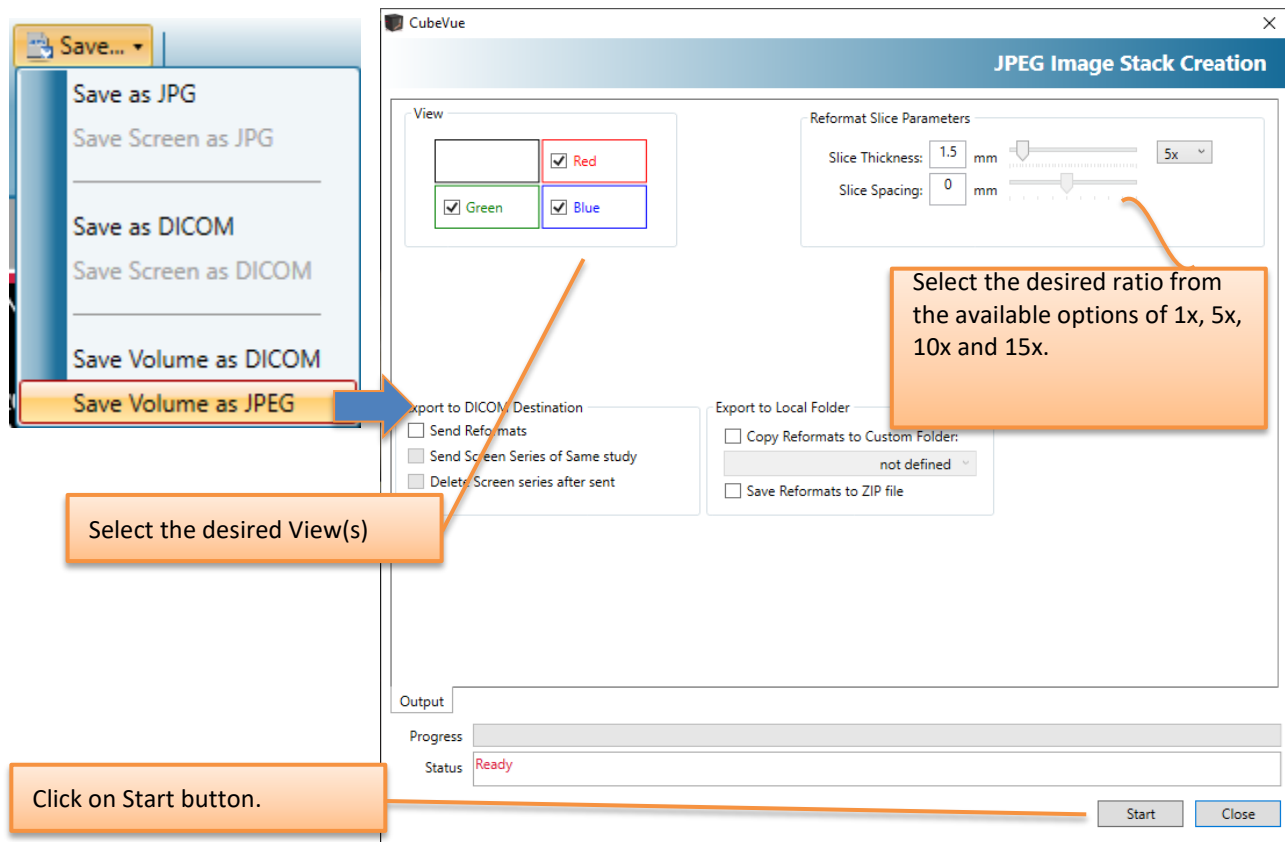 Save...
Save as JPG
Save Screen as JPG
Save as DICOM
Save Screen as DICOM
Save Volume as DICOM
Save Volume as JPEG
CubeVue
JPEG Image Stack Creation
View
Red
Green
Blue
Reformat Slice Parameters
Slice Thickness: 1.5 mm 5x
Slice Spacing: 0 mm
Select the desired ratio from
the available options of 1x, 5x,
10x and 15x.
xport to DICOM Destination
Send Reformats
Send Screen Series of Same study
Delete Screen series after sent
Export to Local Folder
Copy Reformats to Custom Folder:
not defined
Save Reformats to ZIP file
Select the desired View(s)
Output
Progress
Status Ready
Click on Start button.
Start Close